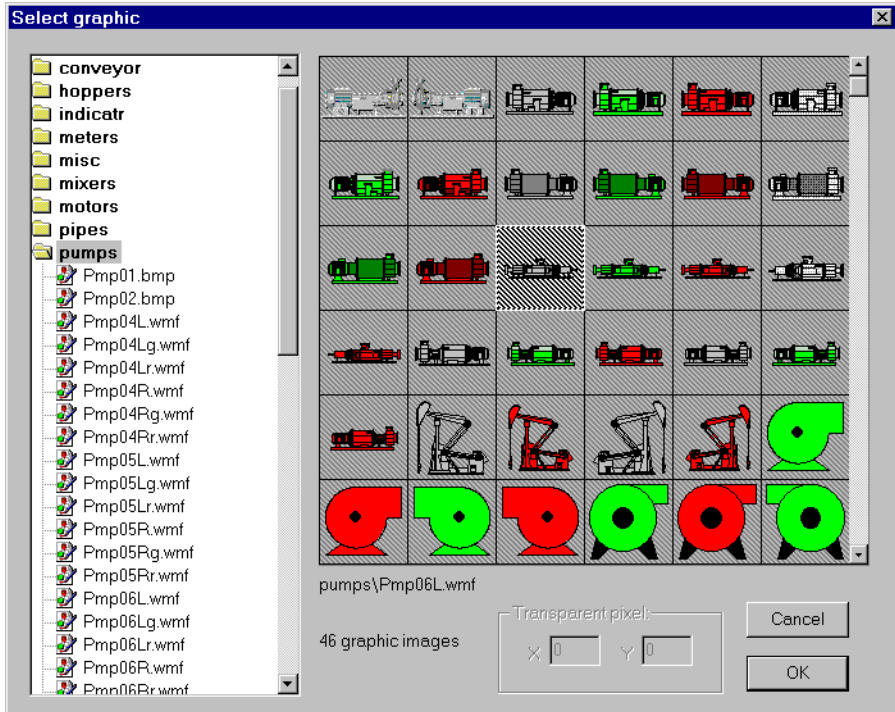 Select graphic
conveyor
hoppers
indicatr
meters
misc
mixers
motors
pipes
pumps
Pmp01.bmp
Pmp02.bmp
Pmp04L.wmf
Pmp04Lg.wmf
Pmp04Lr.wmf
Pmp04R.wmf
Pmp04Rg.wmf
Pmp04Rr.wmf
Pmp05L.wmf
Pmp05Lg.wmf
Pmp05Lr.wmf
Pmp05R.wmf
Pmp05Rg.wmf
Pmp05Rr.wmf
Pmp06L.wmf
Pmp06Lg.wmf
Pmp06Lr.wmf
Pmp06R.wmf
Pmp06Rr.wmf
pumps\Pmp06L.wmf
46 graphic images
Transparent pixel:
X 0 Y 0
Cancel
OK